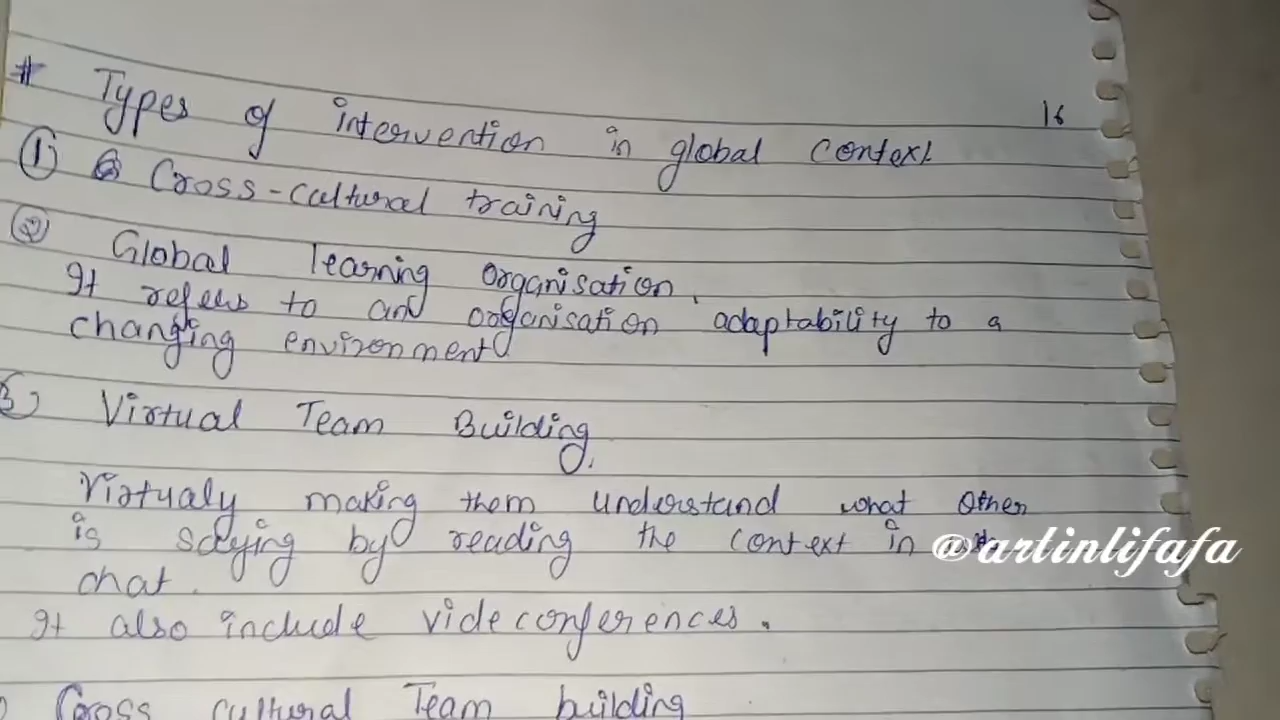 # Types of intervention in global context
16
① Cross-cultural training
② Global learning organisation.
It refers to an organisation adaptability to a
changing environment.
3) Virtual Team Building.
Virtualy making them understand what other
is saying by reading the context in
chat.
@artinlifafa
It also include videconferences.
Cross cultural Team building